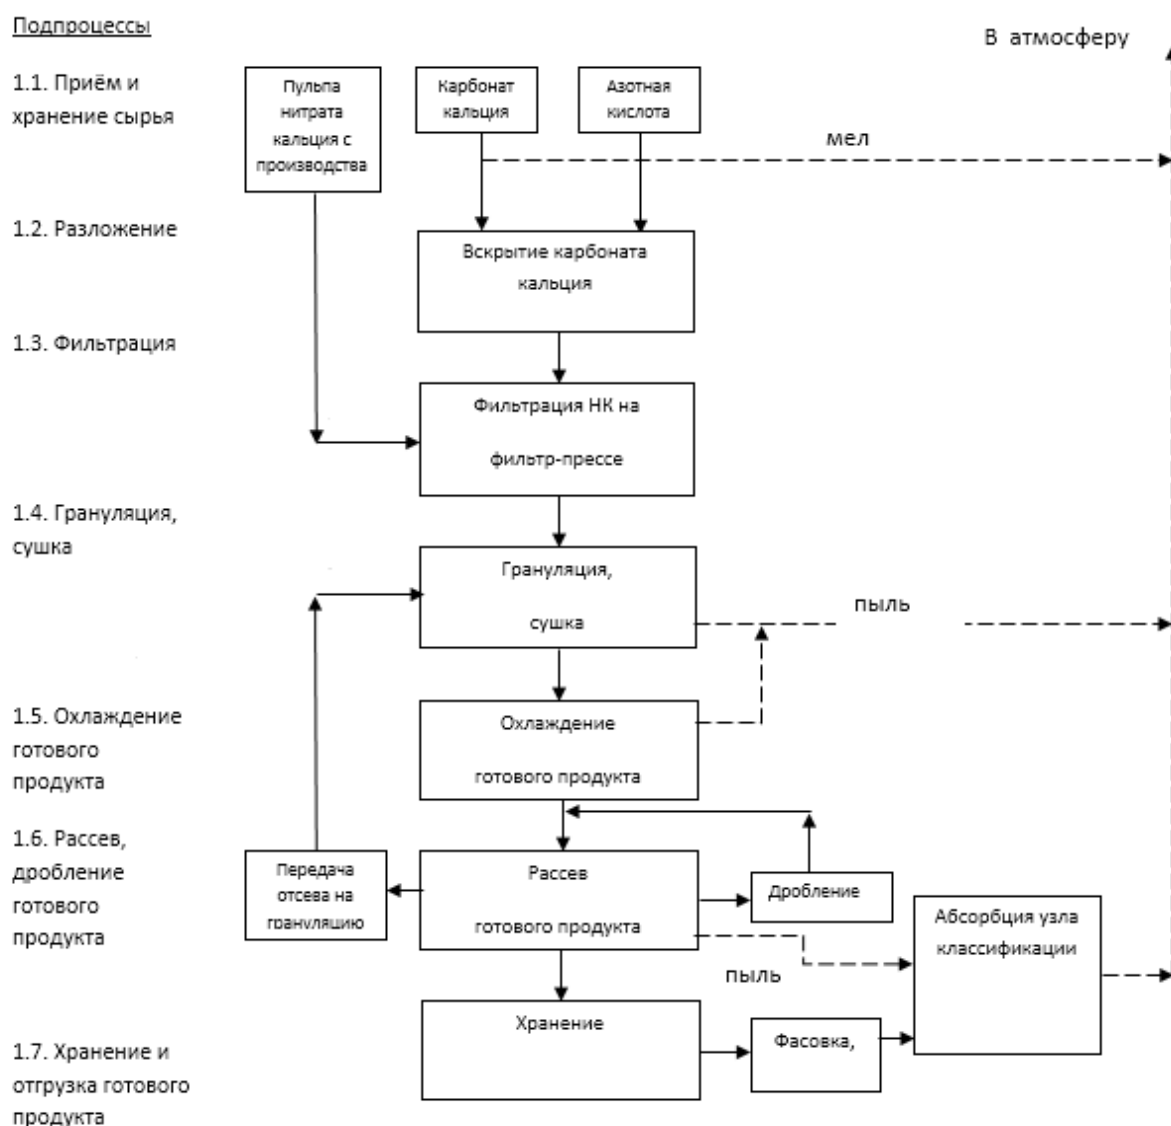 Подпроцессы
В атмосферу
1.1. Приём и
хранение сырья
Пульпа
нитрата
кальция с
производства
Карбонат
кальция
Азотная
кислота
мел
1.2. Разложение
Вскрытие карбоната
кальция
1.3. Фильтрация
Фильтрация НК на
фильтр-прессе
1.4. Грануляция,
сушка
Грануляция,
сушка
пыль
1.5. Охлаждение
готового
продукта
Охлаждение
готового продукта
1.6. Рассев,
дробление
готового
продукта
Передача
отсева на
грануляцию
Рассев
готового продукта
Дробление
Абсорбция узла
классификации
пыль
1.7. Хранение и
отгрузка готового
продукта
Хранение
Фасовка,